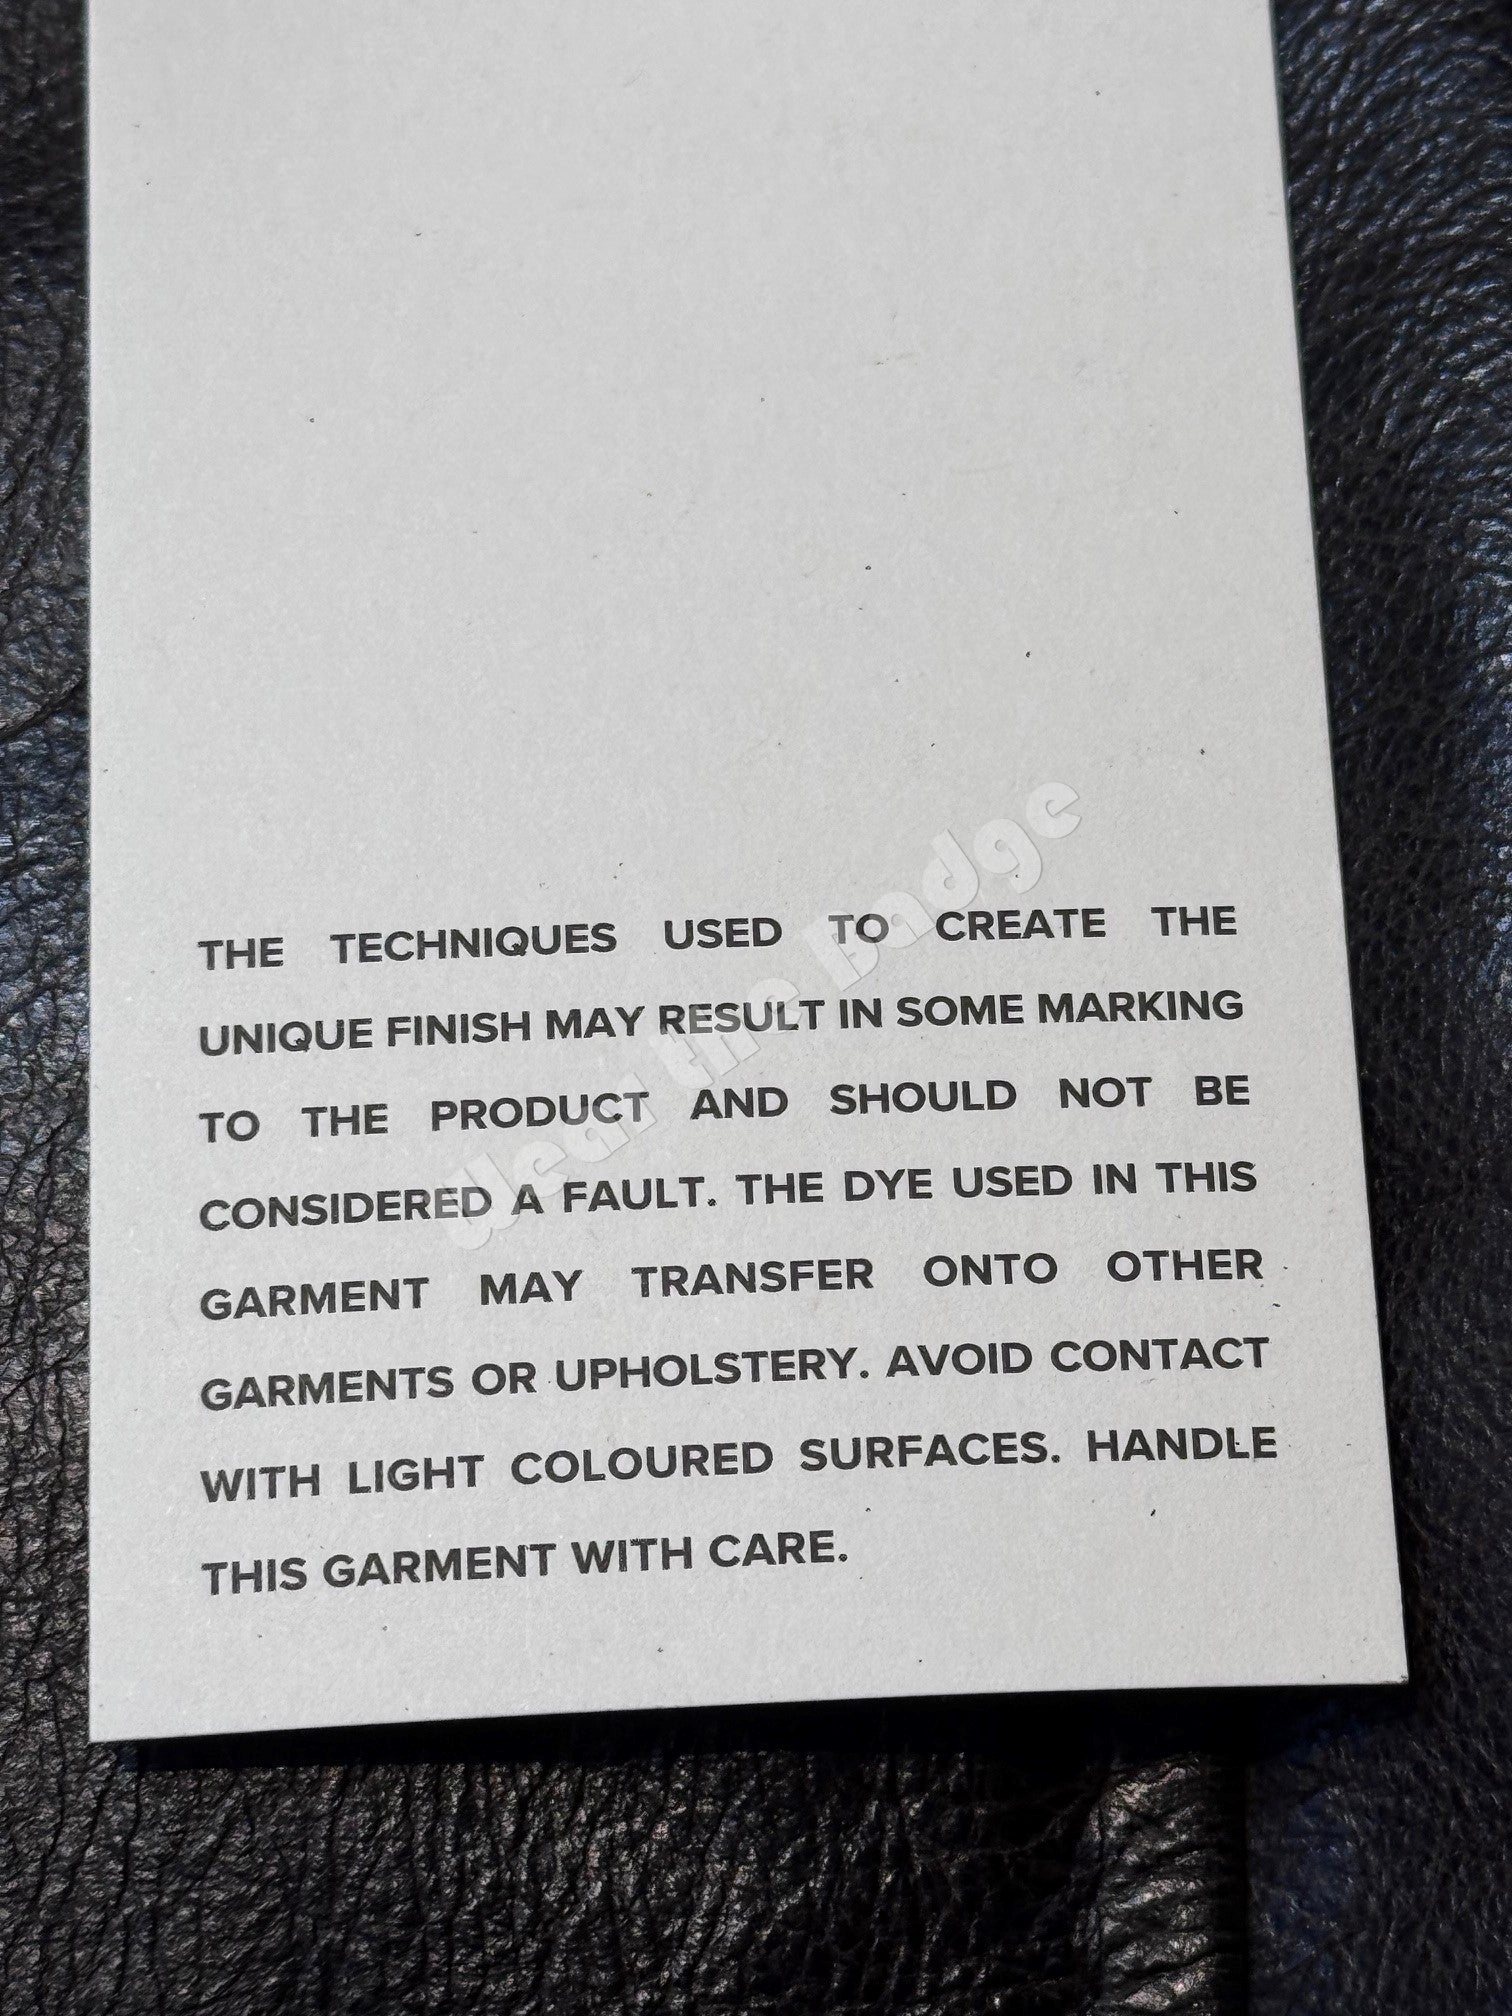 THE TECHNIQUES USED TO CREATE THE
UNIQUE FINISH MAY RESULT IN SOME MARKING
TO THE PRODUCT AND SHOULD NOT BE
CONSIDERED A FAULT. THE DYE USED IN THIS
GARMENT MAY TRANSFER ONTO OTHER
GARMENTS OR UPHOLSTERY. AVOID CONTACT
WITH LIGHT COLOURED SURFACES. HANDLE
THIS GARMENT WITH CARE.
Wear the Badge